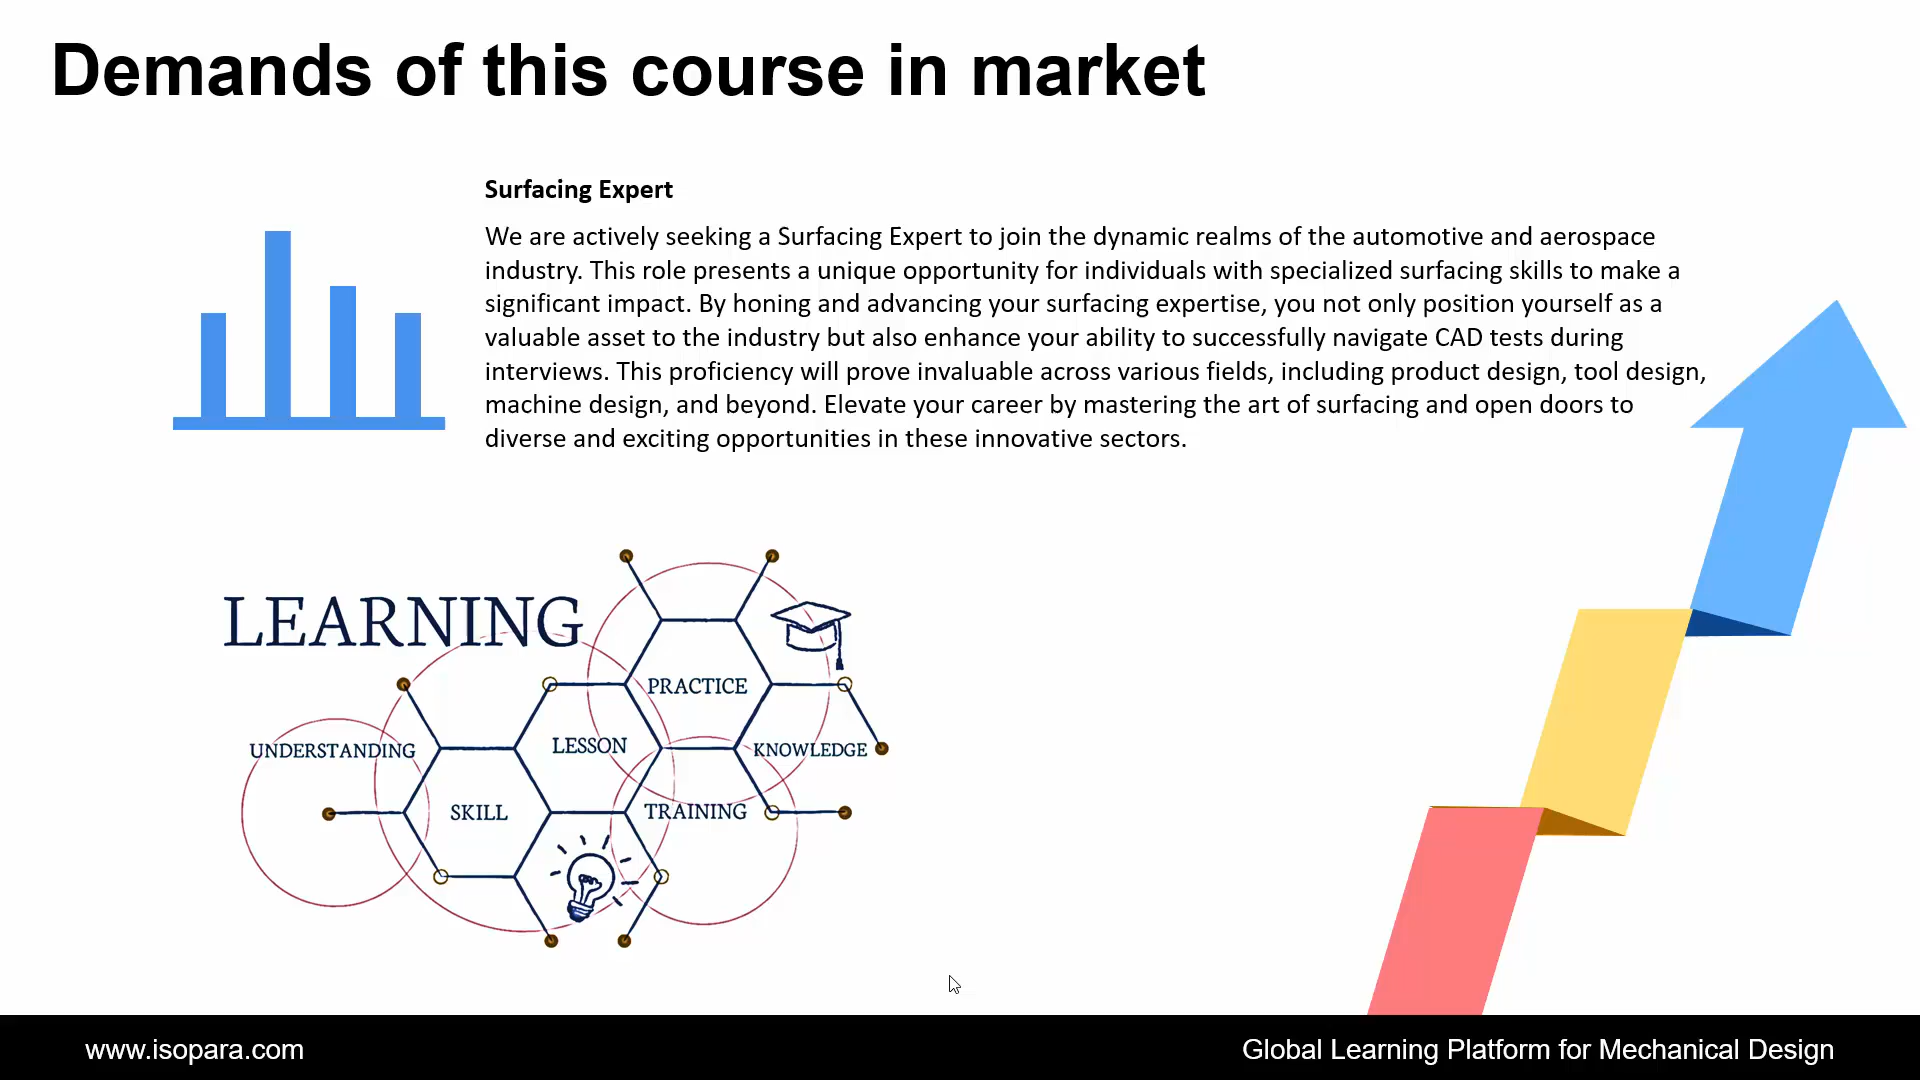 Demands of this course in market
Surfacing Expert
We are actively seeking a Surfacing Expert to join the dynamic realms of the automotive and aerospace
industry. This role presents a unique opportunity for individuals with specialized surfacing skills to make a
significant impact. By honing and advancing your surfacing expertise, you not only position yourself as a
valuable asset to the industry but also enhance your ability to successfully navigate CAD tests during
interviews. This proficiency will prove invaluable across various fields, including product design, tool design,
machine design, and beyond. Elevate your career by mastering the art of surfacing and open doors to
diverse and exciting opportunities in these innovative sectors.
LEARNING
PRACTICE
UNDERSTANDING
LESSON
KNOWLEDGE
SKILL
TRAINING
www.isopara.com
Global Learning Platform for Mechanical Design